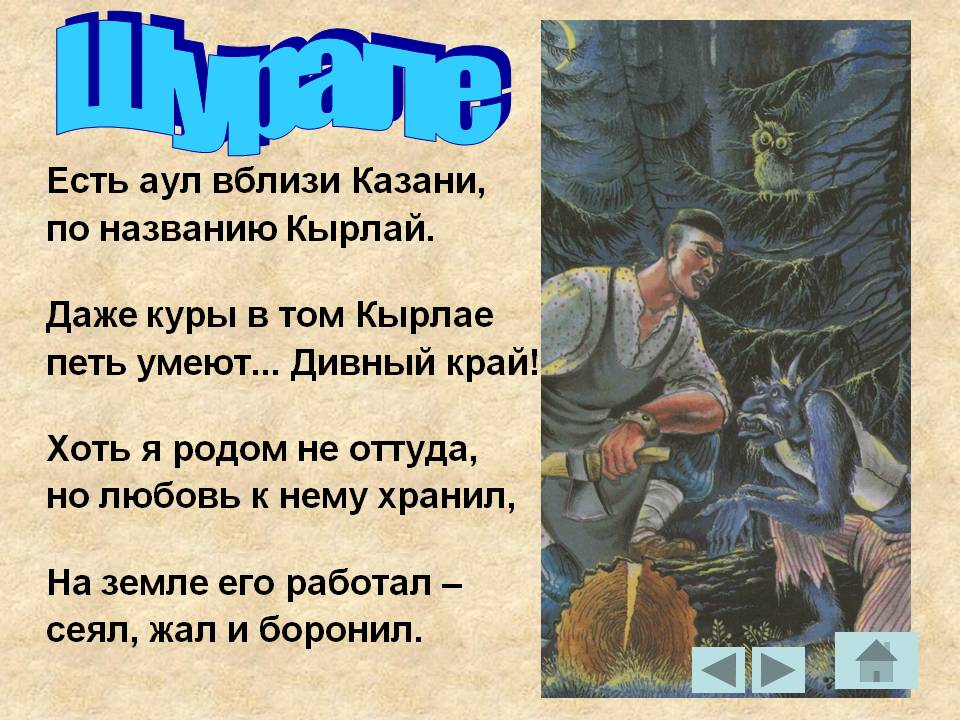 Шурале
Есть аул вблизи Казани,
по названию Кырлай.
Даже куры в том Кырлае
петь умеют... Дивный край!
Хоть я родом не оттуда,
но любовь к нему хранил,
На земле его работал –
сеял, жал и боронил.